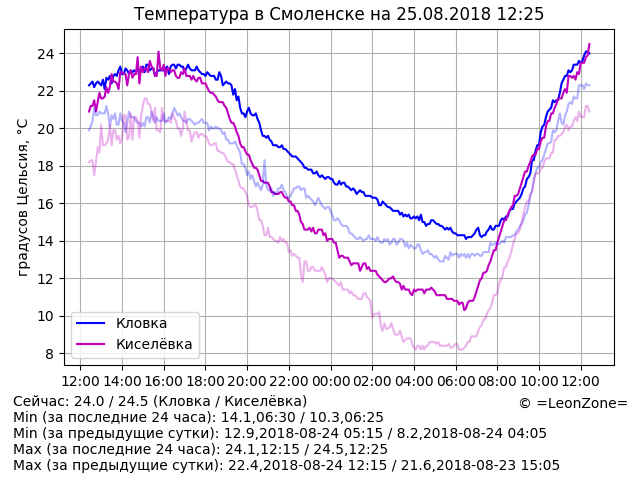 Температура в Смоленске на 25.08.2018 12:25
градусов Цельсия, °C
24
22
20
18
16
14
12
10
8
Кловка
Киселёвка
12:00 14:00 16:00 18:00 20:00 22:00 00:00 02:00 04:00 06:00 08:00 10:00 12:00
Сейчас: 24.0 / 24.5 (Кловка / Киселёвка)
© =LeonZone=
Min (за последние 24 часа): 14.1,06:30 / 10.3,06:25
Min (за предыдущие сутки): 12.9,2018-08-24 05:15 / 8.2,2018-08-24 04:05
Max (за последние 24 часа): 24.1,12:15 / 24.5,12:25
Max (за предыдущие сутки): 22.4,2018-08-24 12:15 / 21.6,2018-08-23 15:05